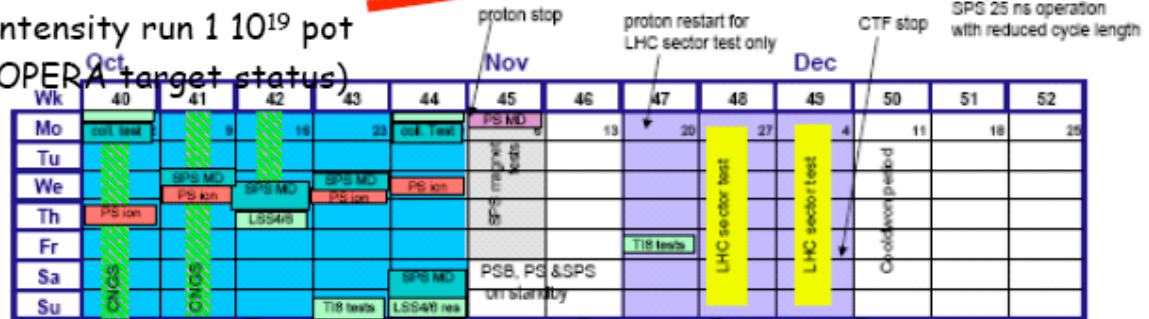 ntensity run 1 10¹⁹ pot
OPERA target status)
proton stop
proton restart for
LHC sector test only
CTF stop
SPS 25 ns operation
with reduced cycle length
Oct Nov Dec
Wk 40 41 42 43 44 45 46 47 48 49 50 51 52
Mo coll. test 2 9 16 23 coll. Test PS MD 6 13 20 27 4 11 18 25
Tu
We SPS MD PS ion SPS MD SPS MD PS ion PS ion
Th PS ion LSS4/6
Fr TI8 tests
Sa SPS MD
Su TI8 tests LSS4/6 res
CNGS
CNGS
SPS magnet
tests
PSB, PS &SPS
on standby
LHC sector test
LHC sector test